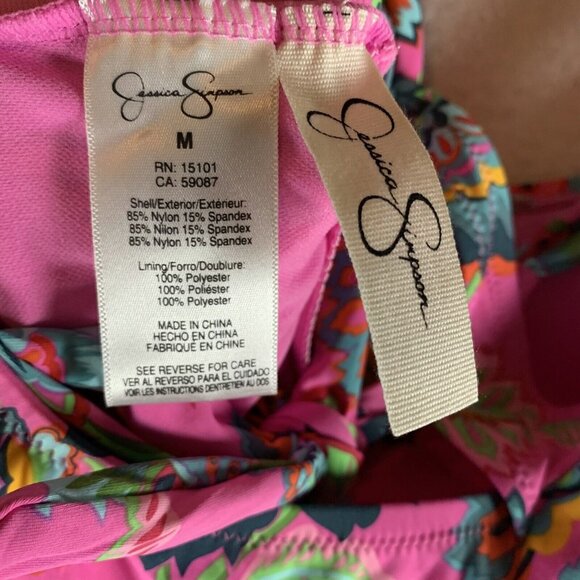 Jessica Simpson
M
RN: 15101
CA: 59087
Shell/Exterior/Extérieur:
85% Nylon 15% Spandex
85% Nilon 15% Spandex
85% Nylon 15% Spandex
Lining/Forro/Doublure:
100% Polyester
100% Poliéster
100% Polyester
MADE IN CHINA
HECHO EN CHINA
FABRIQUÉ EN CHINE
SEE REVERSE FOR CARE
VER AL REVERSO PARA EL CUIDADO
VOIR LES INSTRUCTIONS D'ENTRETIEN AU DOS
Jessica Simpson